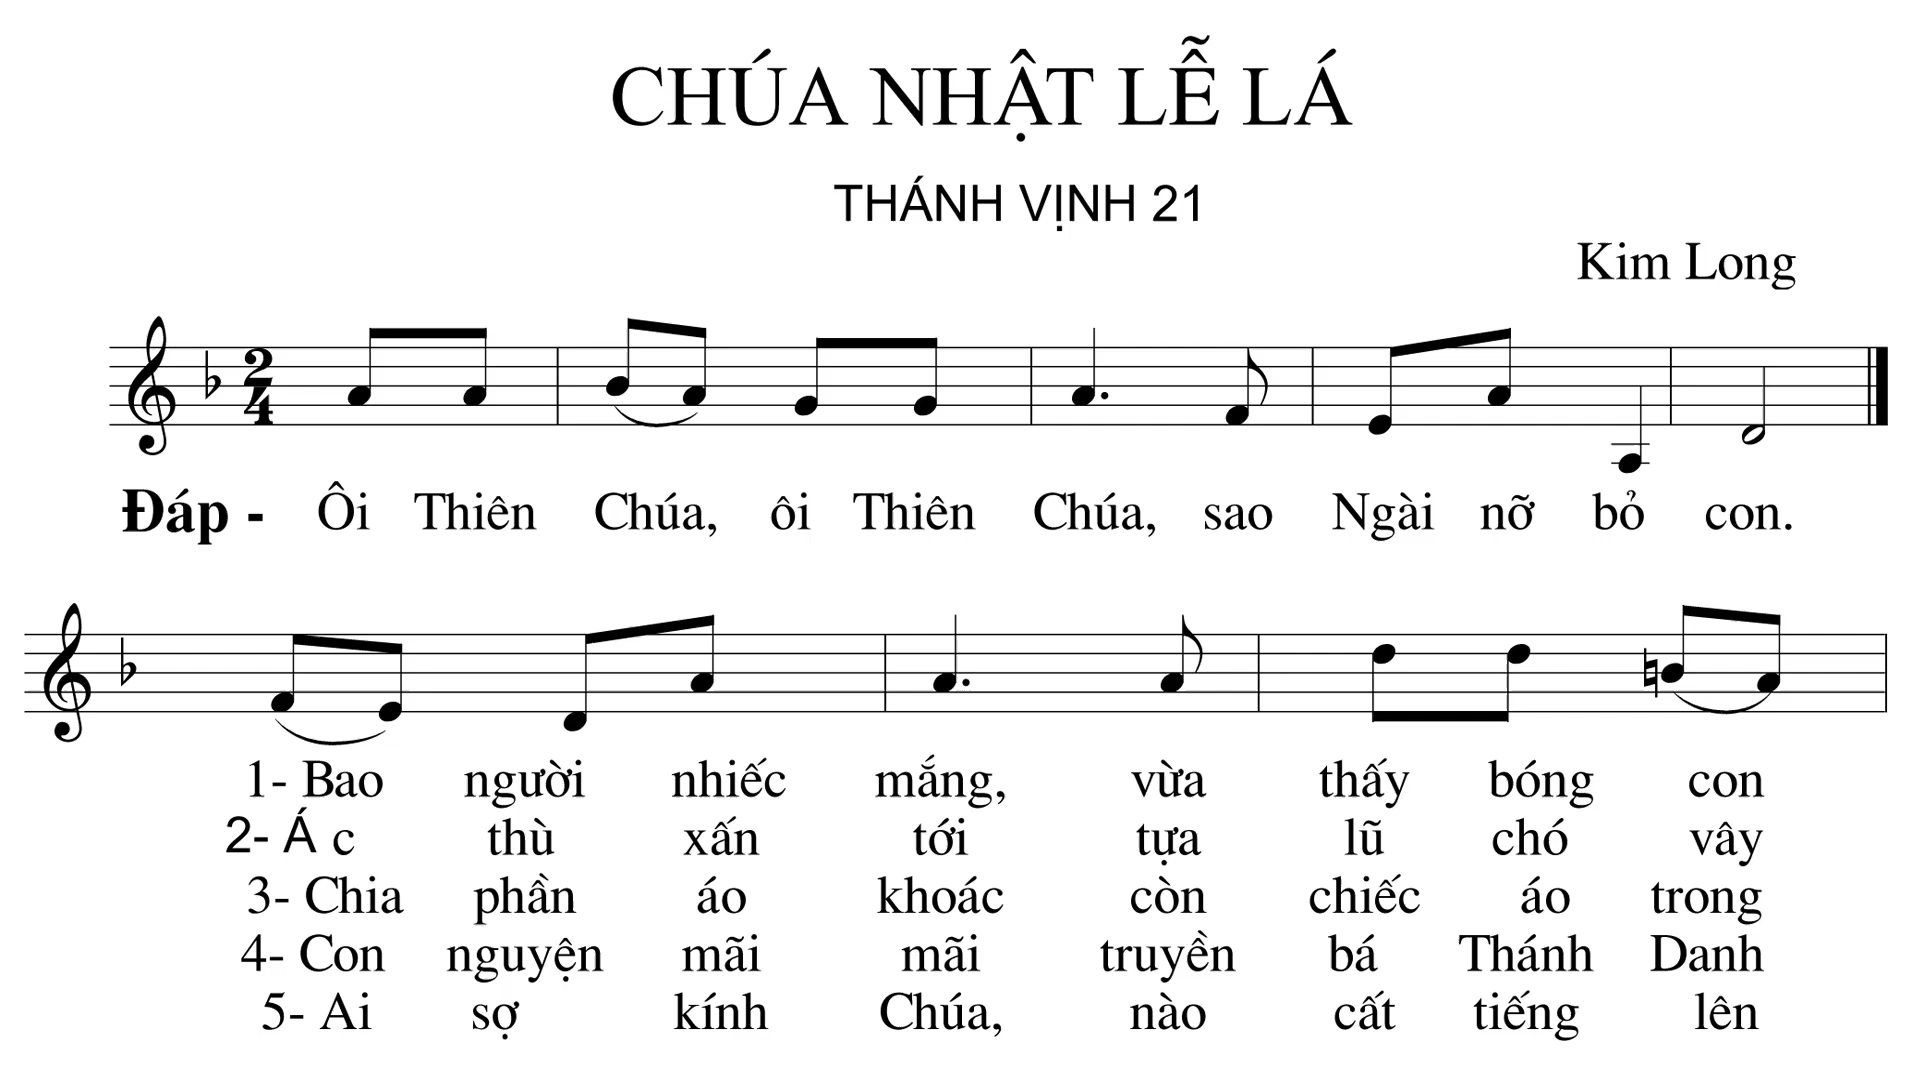 CHÚA NHẬT LỄ LÁ
THÁNH VỊNH 21
Kim Long
2
4
Đáp - Ôi Thiên Chúa, ôi Thiên Chúa, sao Ngài nỡ bỏ con.
1- Bao người nhiếc mắng, vừa thấy bóng con
2- Á c thù xấn tới tựa lũ chó vây
3- Chia phần áo khoác còn chiếc áo trong
4- Con nguyện mãi mãi truyền bá Thánh Danh
5- Ai sợ kính Chúa, nào cất tiếng lên